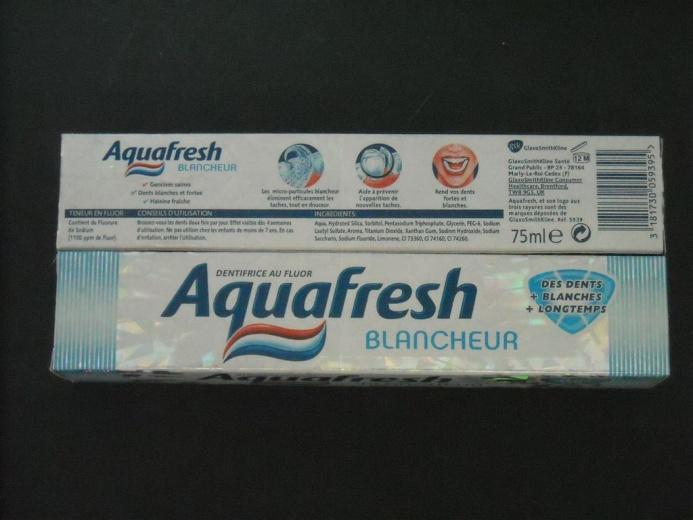 Aquafresh
BLANCHEUR
✓ Gencives saines
✓ Dents blanches et fortes
✓ Haleine fraîche
Les micro-particules blancheur
éliminent efficacement les
taches, tout en douceur.
Aide à prévenir
l'apparition de
nouvelles taches.
Rend vos dents
fortes et
blanches.
TENEUR EN FLUOR
Contient du Fluorure
de Sodium
(1100 ppm de fluor).
CONSEILS D'UTILISATION
Brossez-vous les dents deux fois par jour. Effet visible dès 4 semaines
d'utilisation. Ne pas utiliser chez les enfants de moins de 7 ans. En cas
d'irritation, arrêter l'utilisation.
INGREDIENTS
Aqua, Hydrated Silica, Sorbitol, Pentasodium Triphosphate, Glycerin, PEG-6, Sodium
Lauryl Sulfate, Aroma, Titanium Dioxide, Xanthan Gum, Sodium Hydroxide, Sodium
Saccharin, Sodium Fluoride, Limonene, CI 73360, CI 74160, CI 74260.
gsk GlaxoSmithKline
12 M
GlaxoSmithKline Santé
Grand Public - BP 23 - 78164
Marly-Le-Roi Cedex (F)
GlaxoSmithKline Consumer
Healthcare, Brentford,
TW8 9GS, UK
Aquafresh, et son logo aux
trois rayures sont des
marques déposées de
GlaxoSmithKline. Réf.
75ml e
3 181730 059395 >
DENTIFRICE AU FLUOR
Aquafresh
BLANCHEUR
DES DENTS
+ BLANCHES
+ LONGTEMPS
Aquafresh